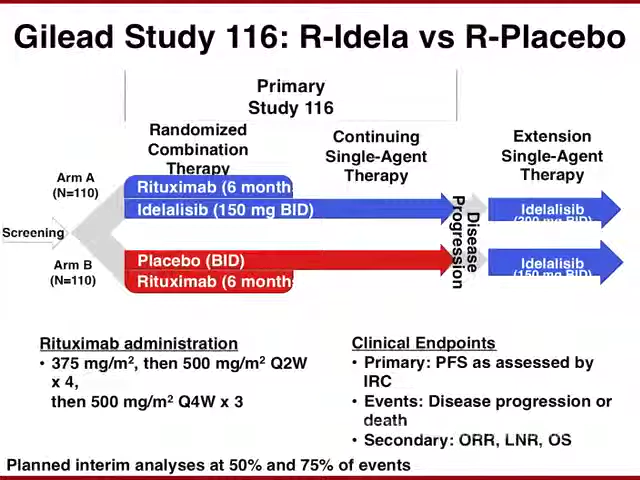 Gilead Study 116: R-Idela vs R-Placebo
Primary
Study 116
Randomized
Combination
Therapy
Continuing
Single-Agent
Therapy
Extension
Single-Agent
Therapy
Arm A
(N=110)
Rituximab (6 month
Idelalisib (150 mg BID)
Idelalisib
(300 mg BID)
Screening
Disease
Progression
Arm B
(N=110)
Placebo (BID)
Rituximab (6 month
Idelalisib
(150 mg BID)
Rituximab administration
• 375 mg/m², then 500 mg/m² Q2W
x 4,
then 500 mg/m² Q4W x 3
Clinical Endpoints
• Primary: PFS as assessed by
IRC
• Events: Disease progression or
death
• Secondary: ORR, LNR, OS
Planned interim analyses at 50% and 75% of events